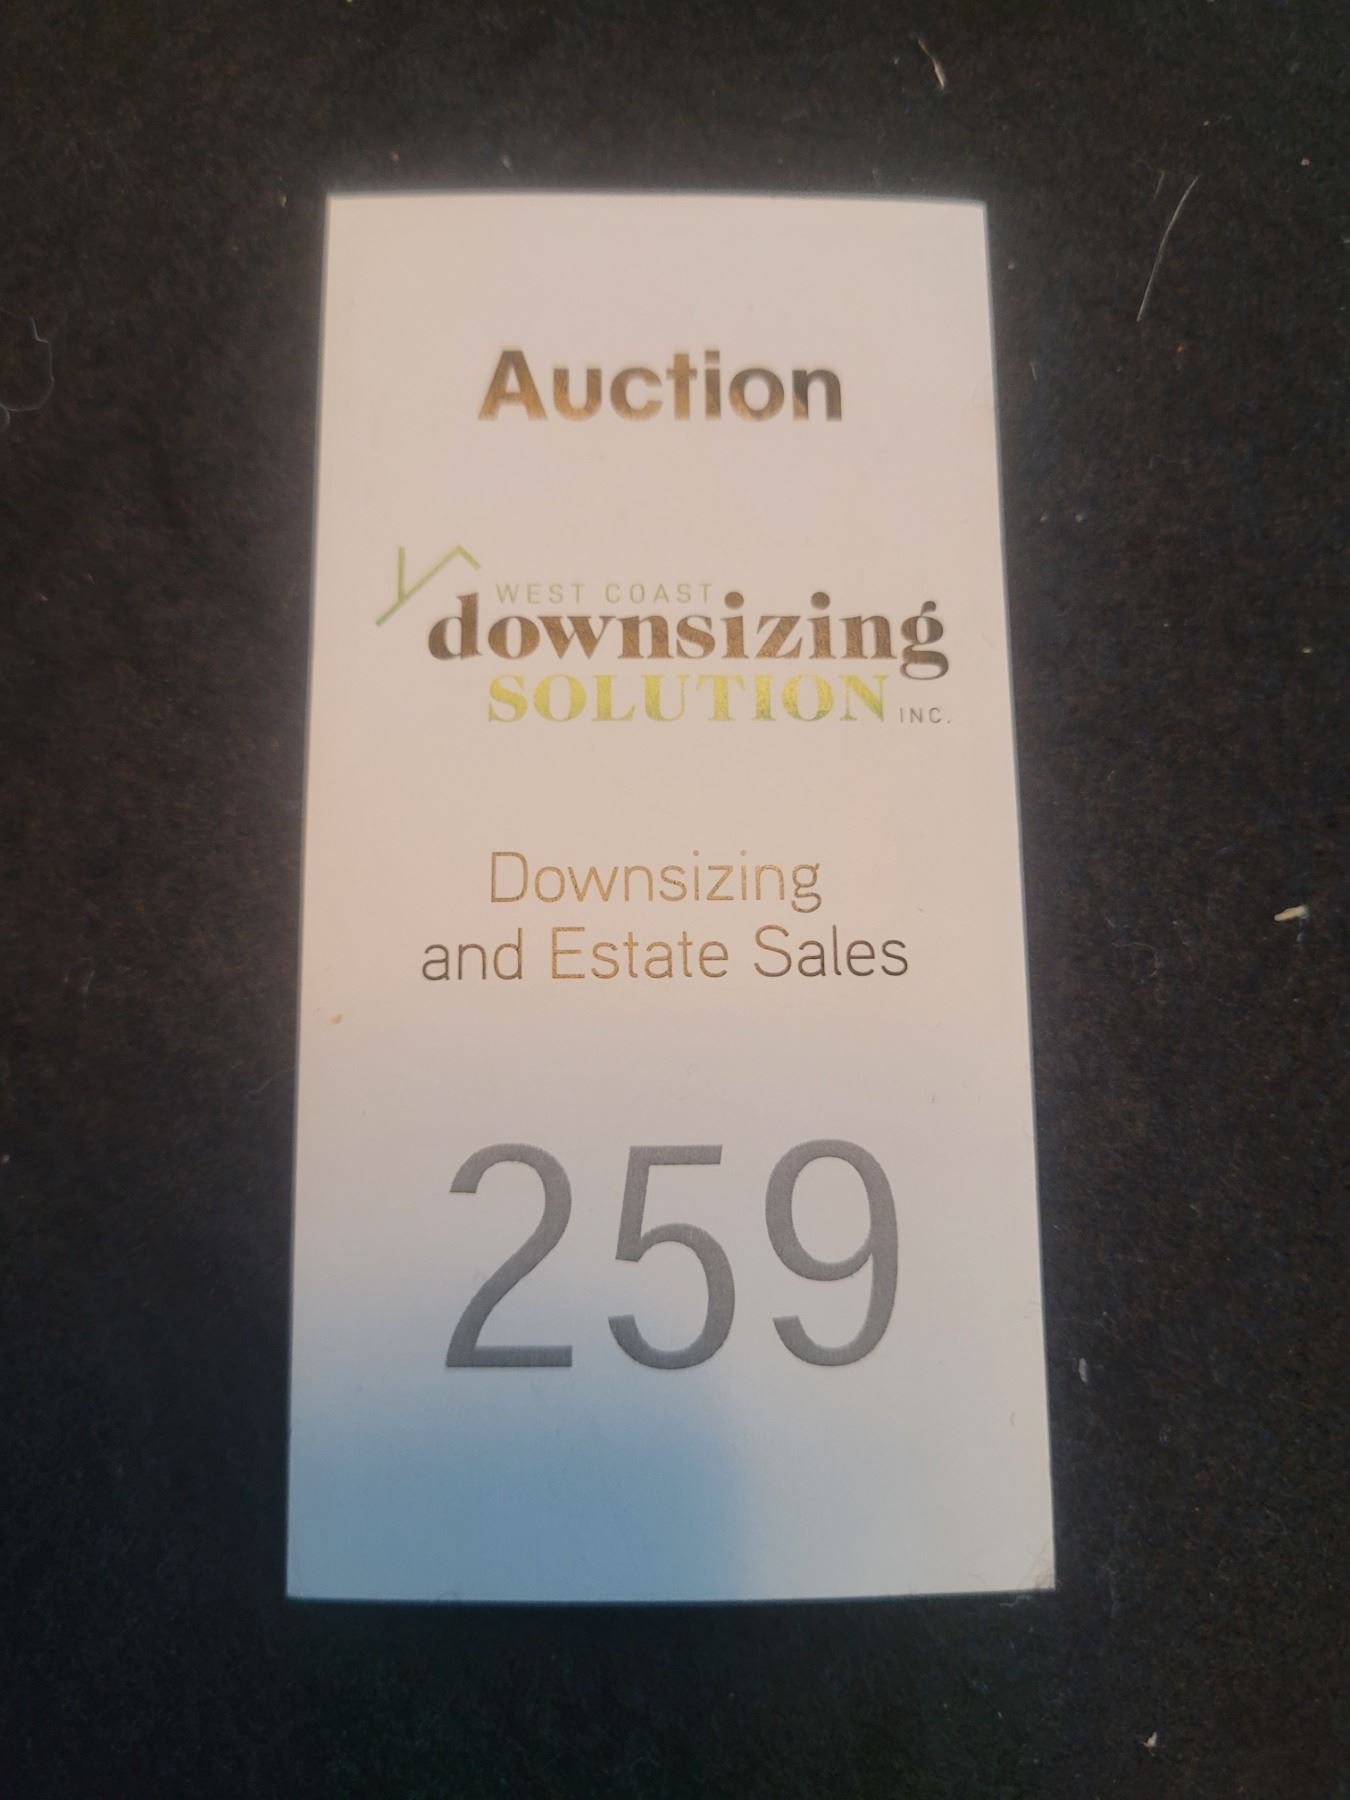 Auction
WEST COAST
downsizing
SOLUTION INC.
Downsizing
and Estate Sales
259